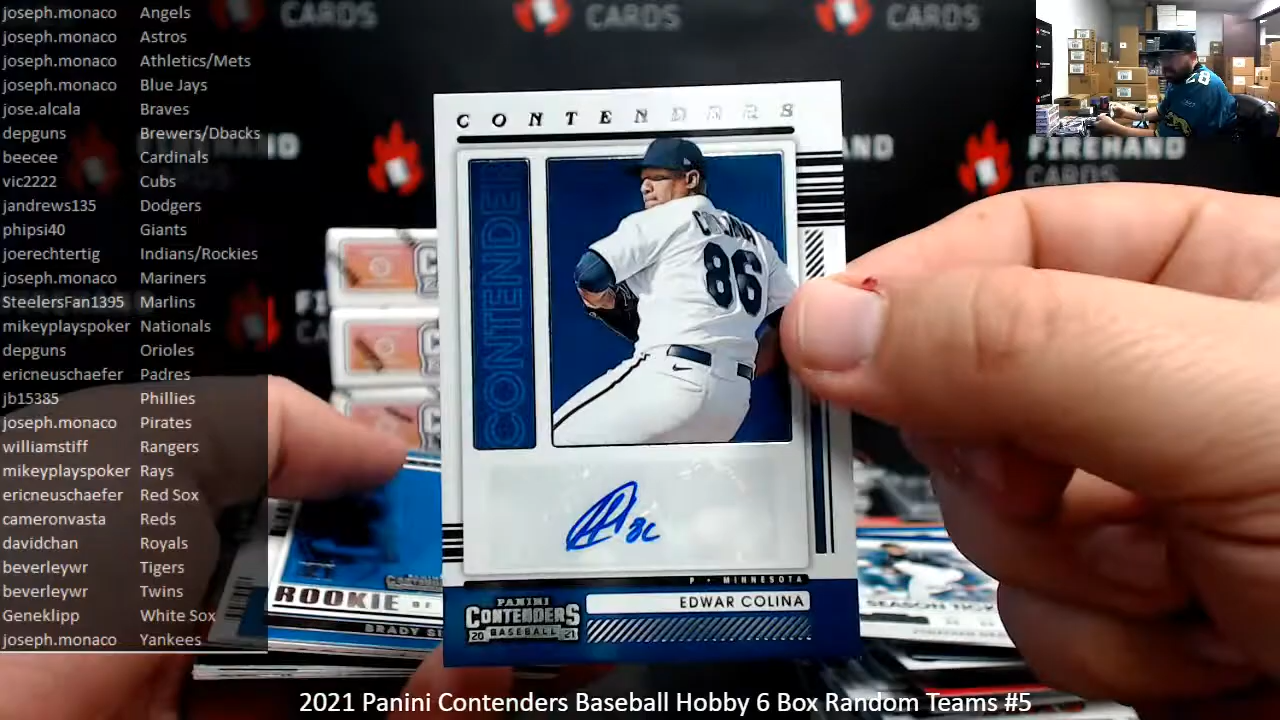 joseph.monaco Angels
joseph.monaco Astros
joseph.monaco Athletics/Mets
joseph.monaco Blue Jays
jose.alcala Braves
depguns Brewers/Dbacks
beecee Cardinals
vic2222 Cubs
jandrews135 Dodgers
phipsi40 Giants
joerechtertig Indians/Rockies
joseph.monaco Mariners
SteelersFan1395 Marlins
mikeyplayspoker Nationals
depguns Orioles
ericneuschaefer Padres
jb15385 Phillies
joseph.monaco Pirates
williamstiff Rangers
mikeyplayspoker Rays
ericneuschaefer Red Sox
cameronvasta Reds
davidchan Royals
beverleywr Tigers
beverleywr Twins
Geneklipp White Sox
joseph.monaco Yankees
CARDS
CARDS
CARDS
FIREHAND
CARDS
CONTENDERS
CONTENDER
COLINA
86
P • MINNESOTA
EDWAR COLINA
PANINI
CONTENDERS
20 BASEBALL 21
ROOKIE
BRADY
SEASON
2021 Panini Contenders Baseball Hobby 6 Box Random Teams #5